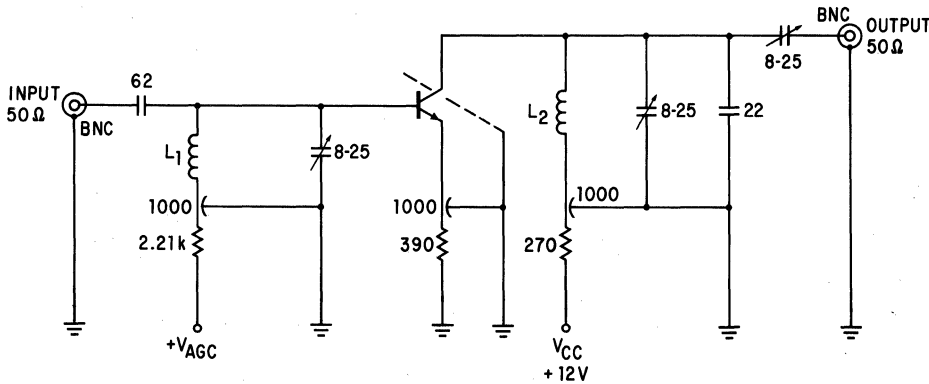 BNC
OUTPUT
50Ω
8-25
62
INPUT
50Ω
BNC
L1
8-25
L2
8-25
22
1000
1000
1000
2.21k
390
270
+VAGC
VCC
+12V